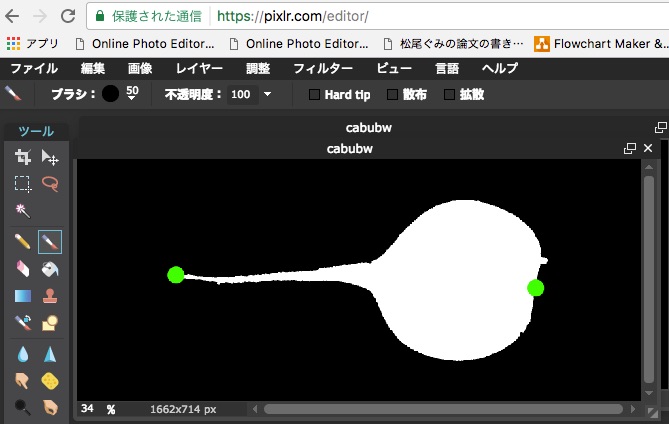 保護された通信 https://pixlr.com/editor/
アプリ Online Photo Editor… Online Photo Editor… 松尾ぐみの論文の書き… Flowchart Maker &…
ファイル 編集 画像 レイヤー 調整 フィルター ビュー 言語 ヘルプ
ブラシ： 50 不透明度： 100 Hard tip 散布 拡散
ツール
cabubw
cabubw
34 % 1662x714 px